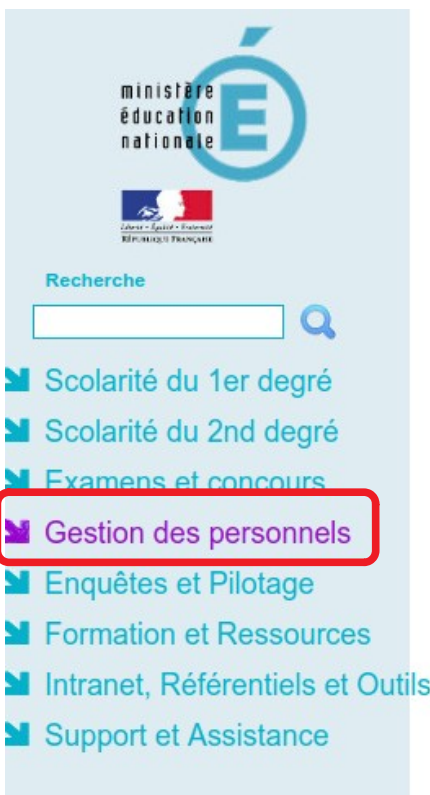 ministère
éducation
nationale
É
Liberté • Égalité • Fraternité
RÉPUBLIQUE FRANÇAISE
Recherche
Scolarité du 1er degré
Scolarité du 2nd degré
Examens et concours
Gestion des personnels
Enquêtes et Pilotage
Formation et Ressources
Intranet, Référentiels et Outils
Support et Assistance